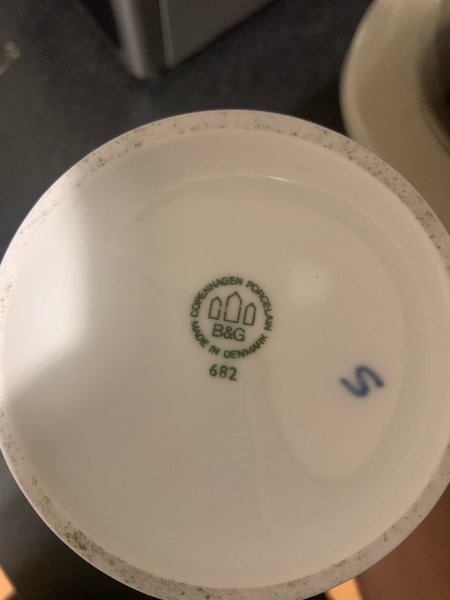 COPENHAGEN PORCELAIN
B&G
MADE IN DENMARK
682
S